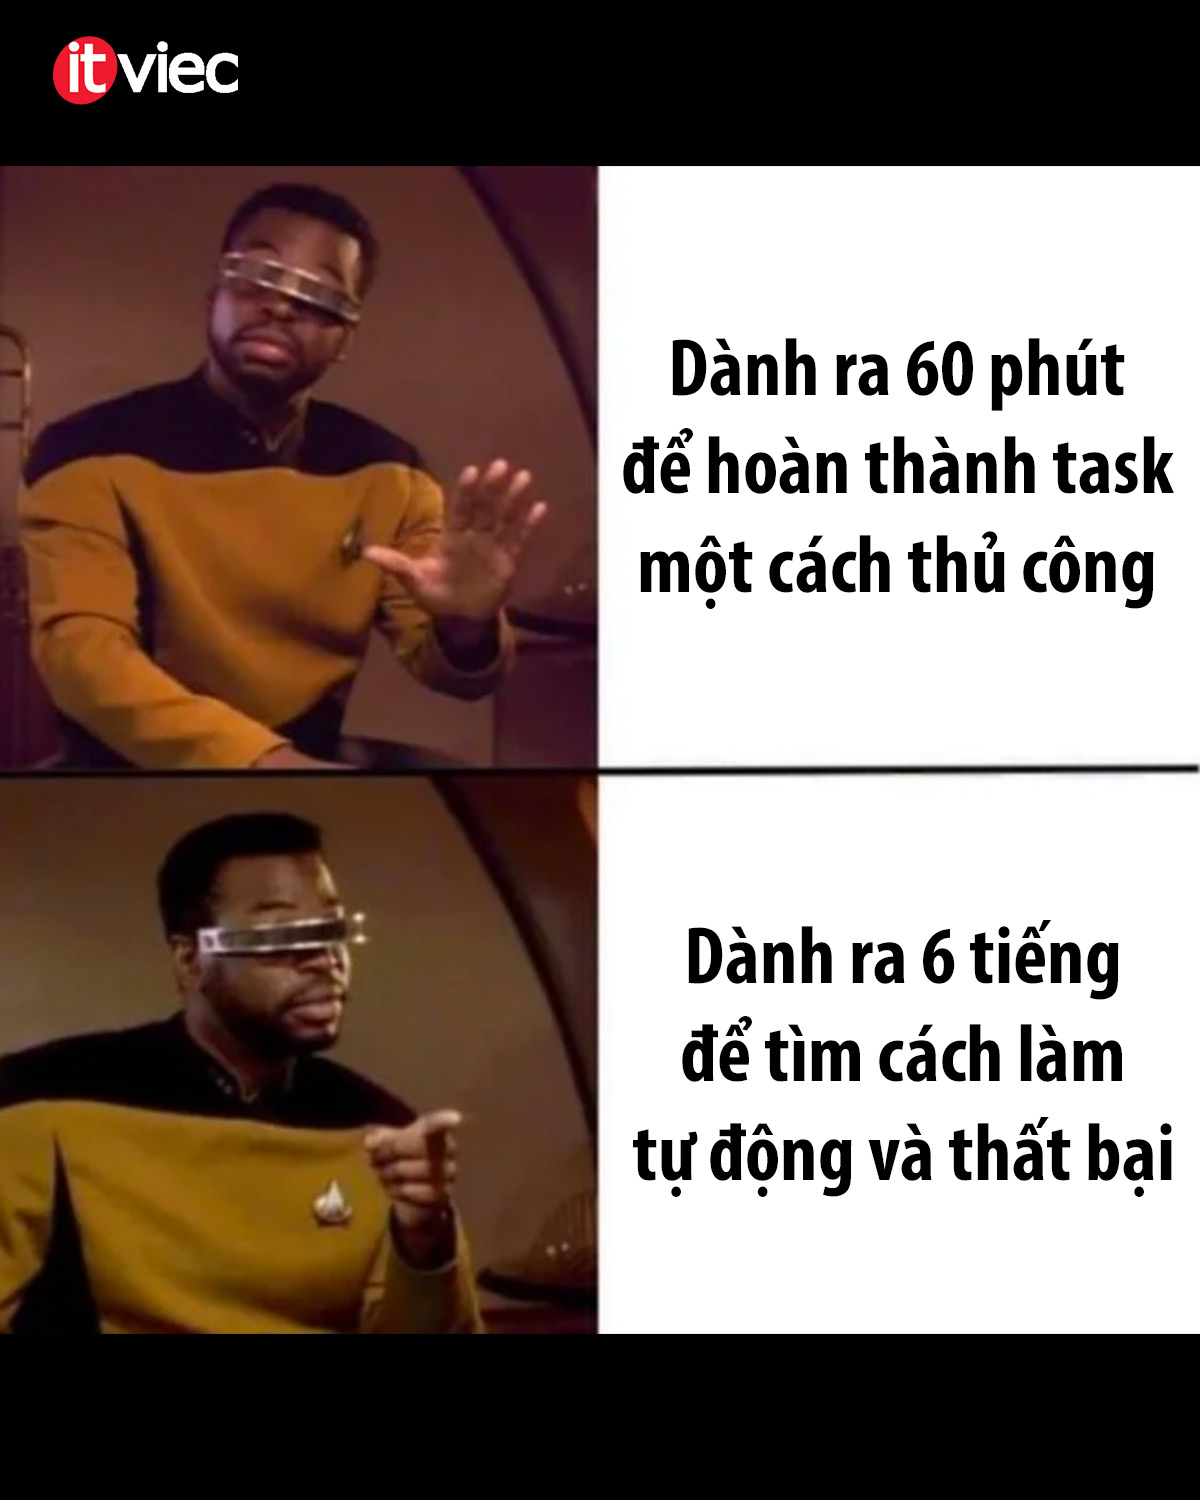 itviec
Dành ra 60 phút
để hoàn thành task
một cách thủ công
Dành ra 6 tiếng
để tìm cách làm
tự động và thất bại